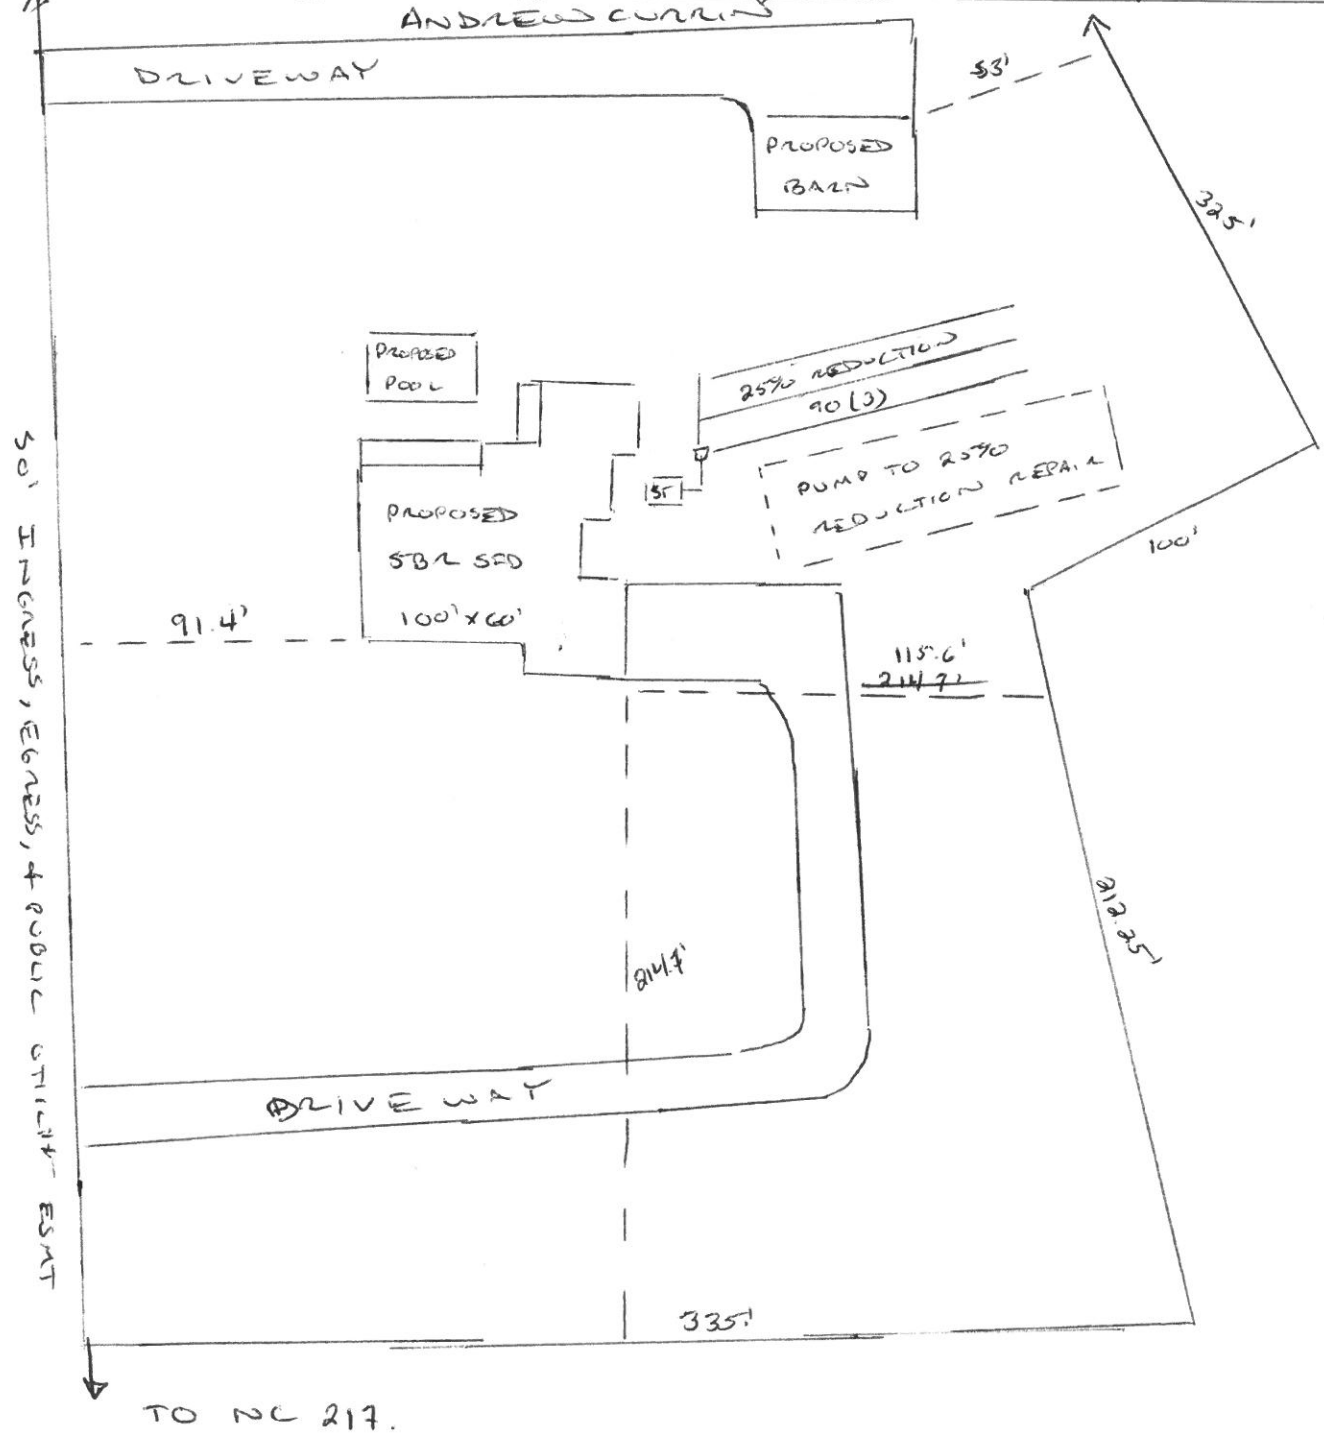 ANDREW CURRIN
DRIVEWAY
53'
PROPOSED
BARN
325'
PROPOSED
POOL
25% REDUCTION
90 (3)
PUMP TO 25%
REDUCTION REPAIR
ST
PROPOSED
5BR SFD
100' x 60'
100'
91.4'
115.6'
214.7'
50' INGRESS, EGRESS, + PUBLIC UTILITY ESMT
212.25'
214.7'
DRIVEWAY
335'
TO NC 217.